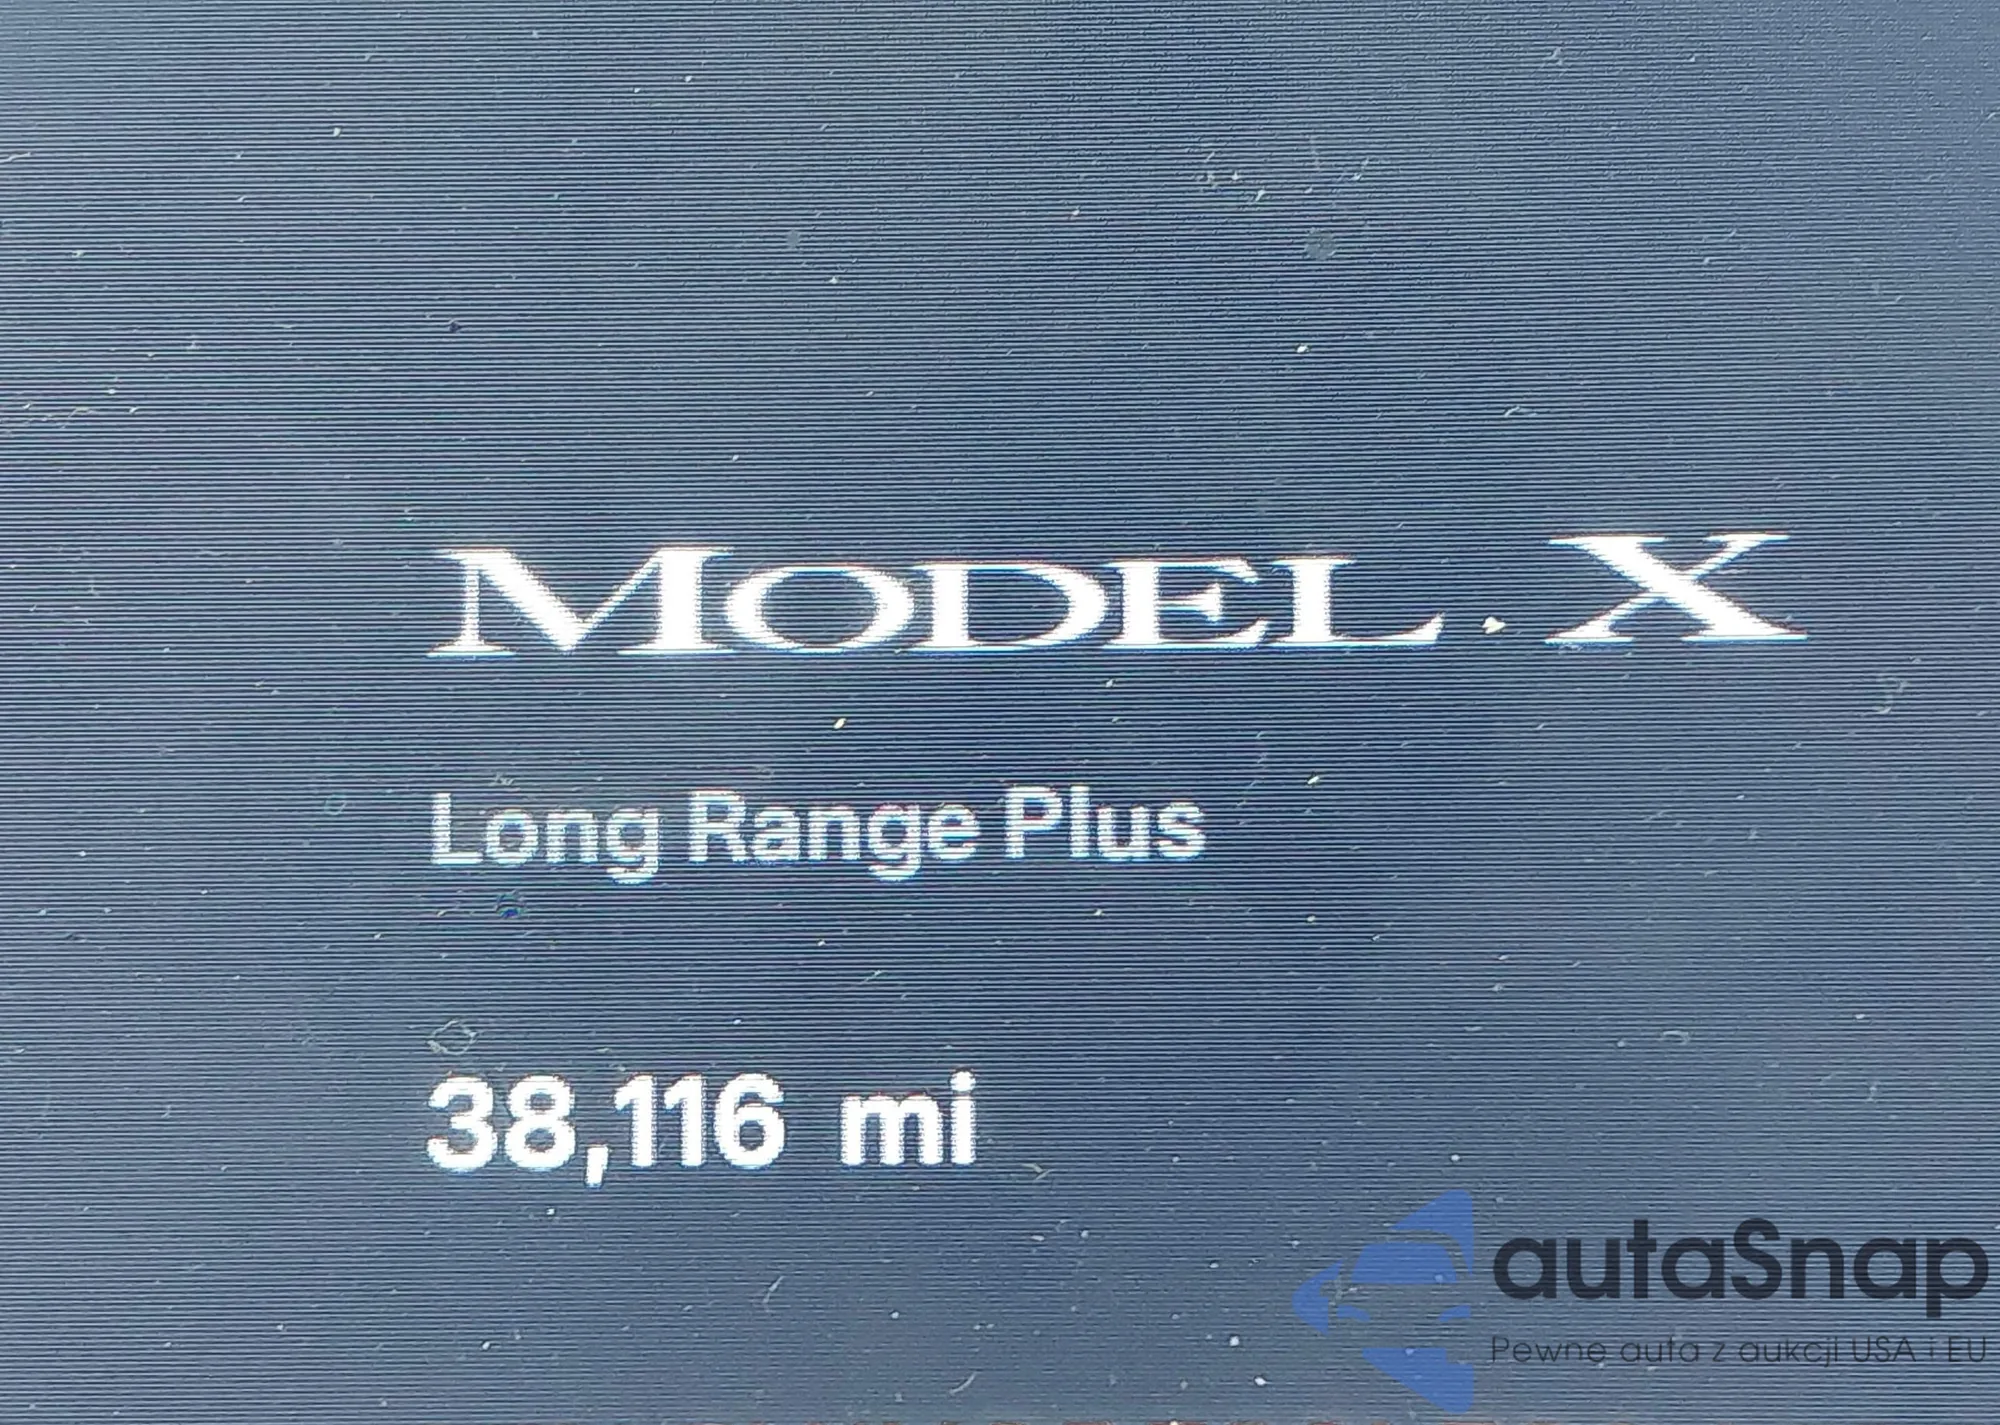 MODEL X
Long Range Plus
38,116 mi
autaSnap
Pewne auta z aukcji USA i EU